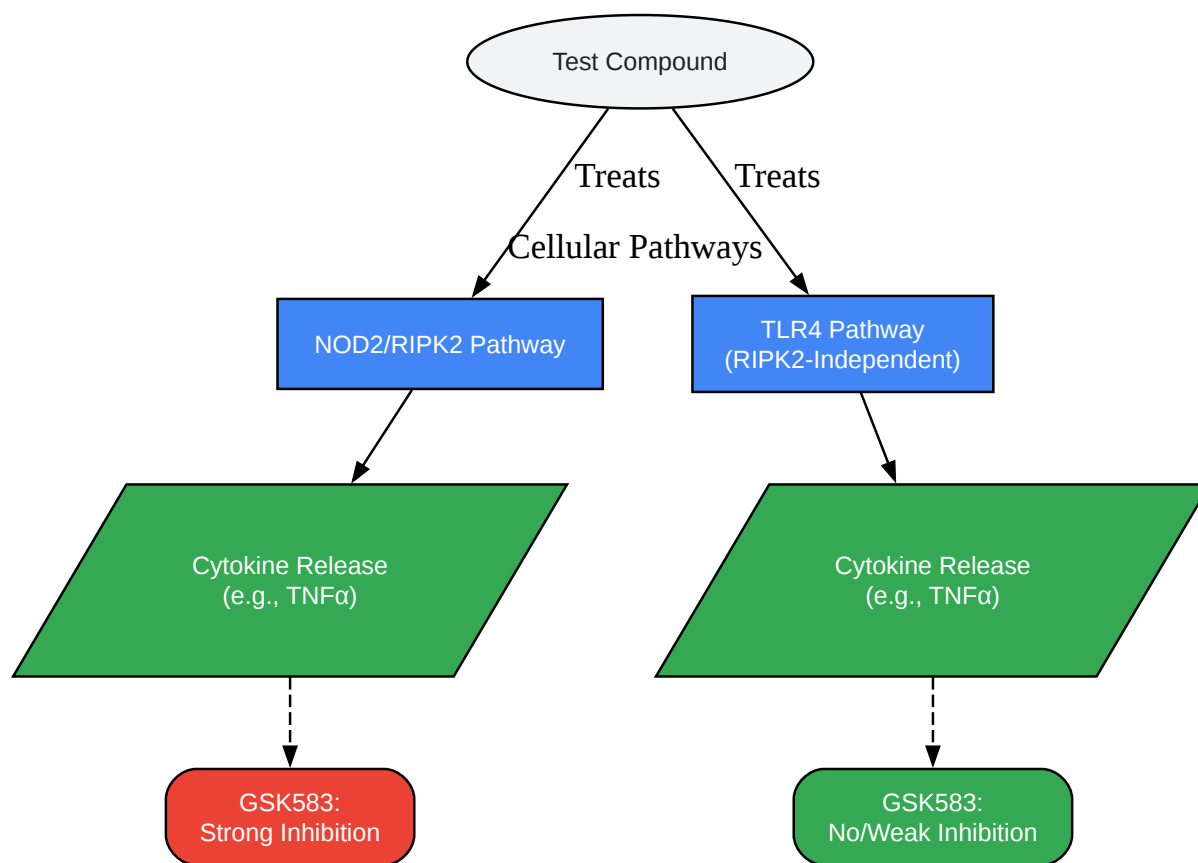 Test Compound
Treats
Treats
Cellular Pathways
NOD2/RIPK2 Pathway
TLR4 Pathway
(RIPK2-Independent)
Cytokine Release
(e.g., TNFα)
Cytokine Release
(e.g., TNFα)
GSK583:
Strong Inhibition
GSK583:
No/Weak Inhibition